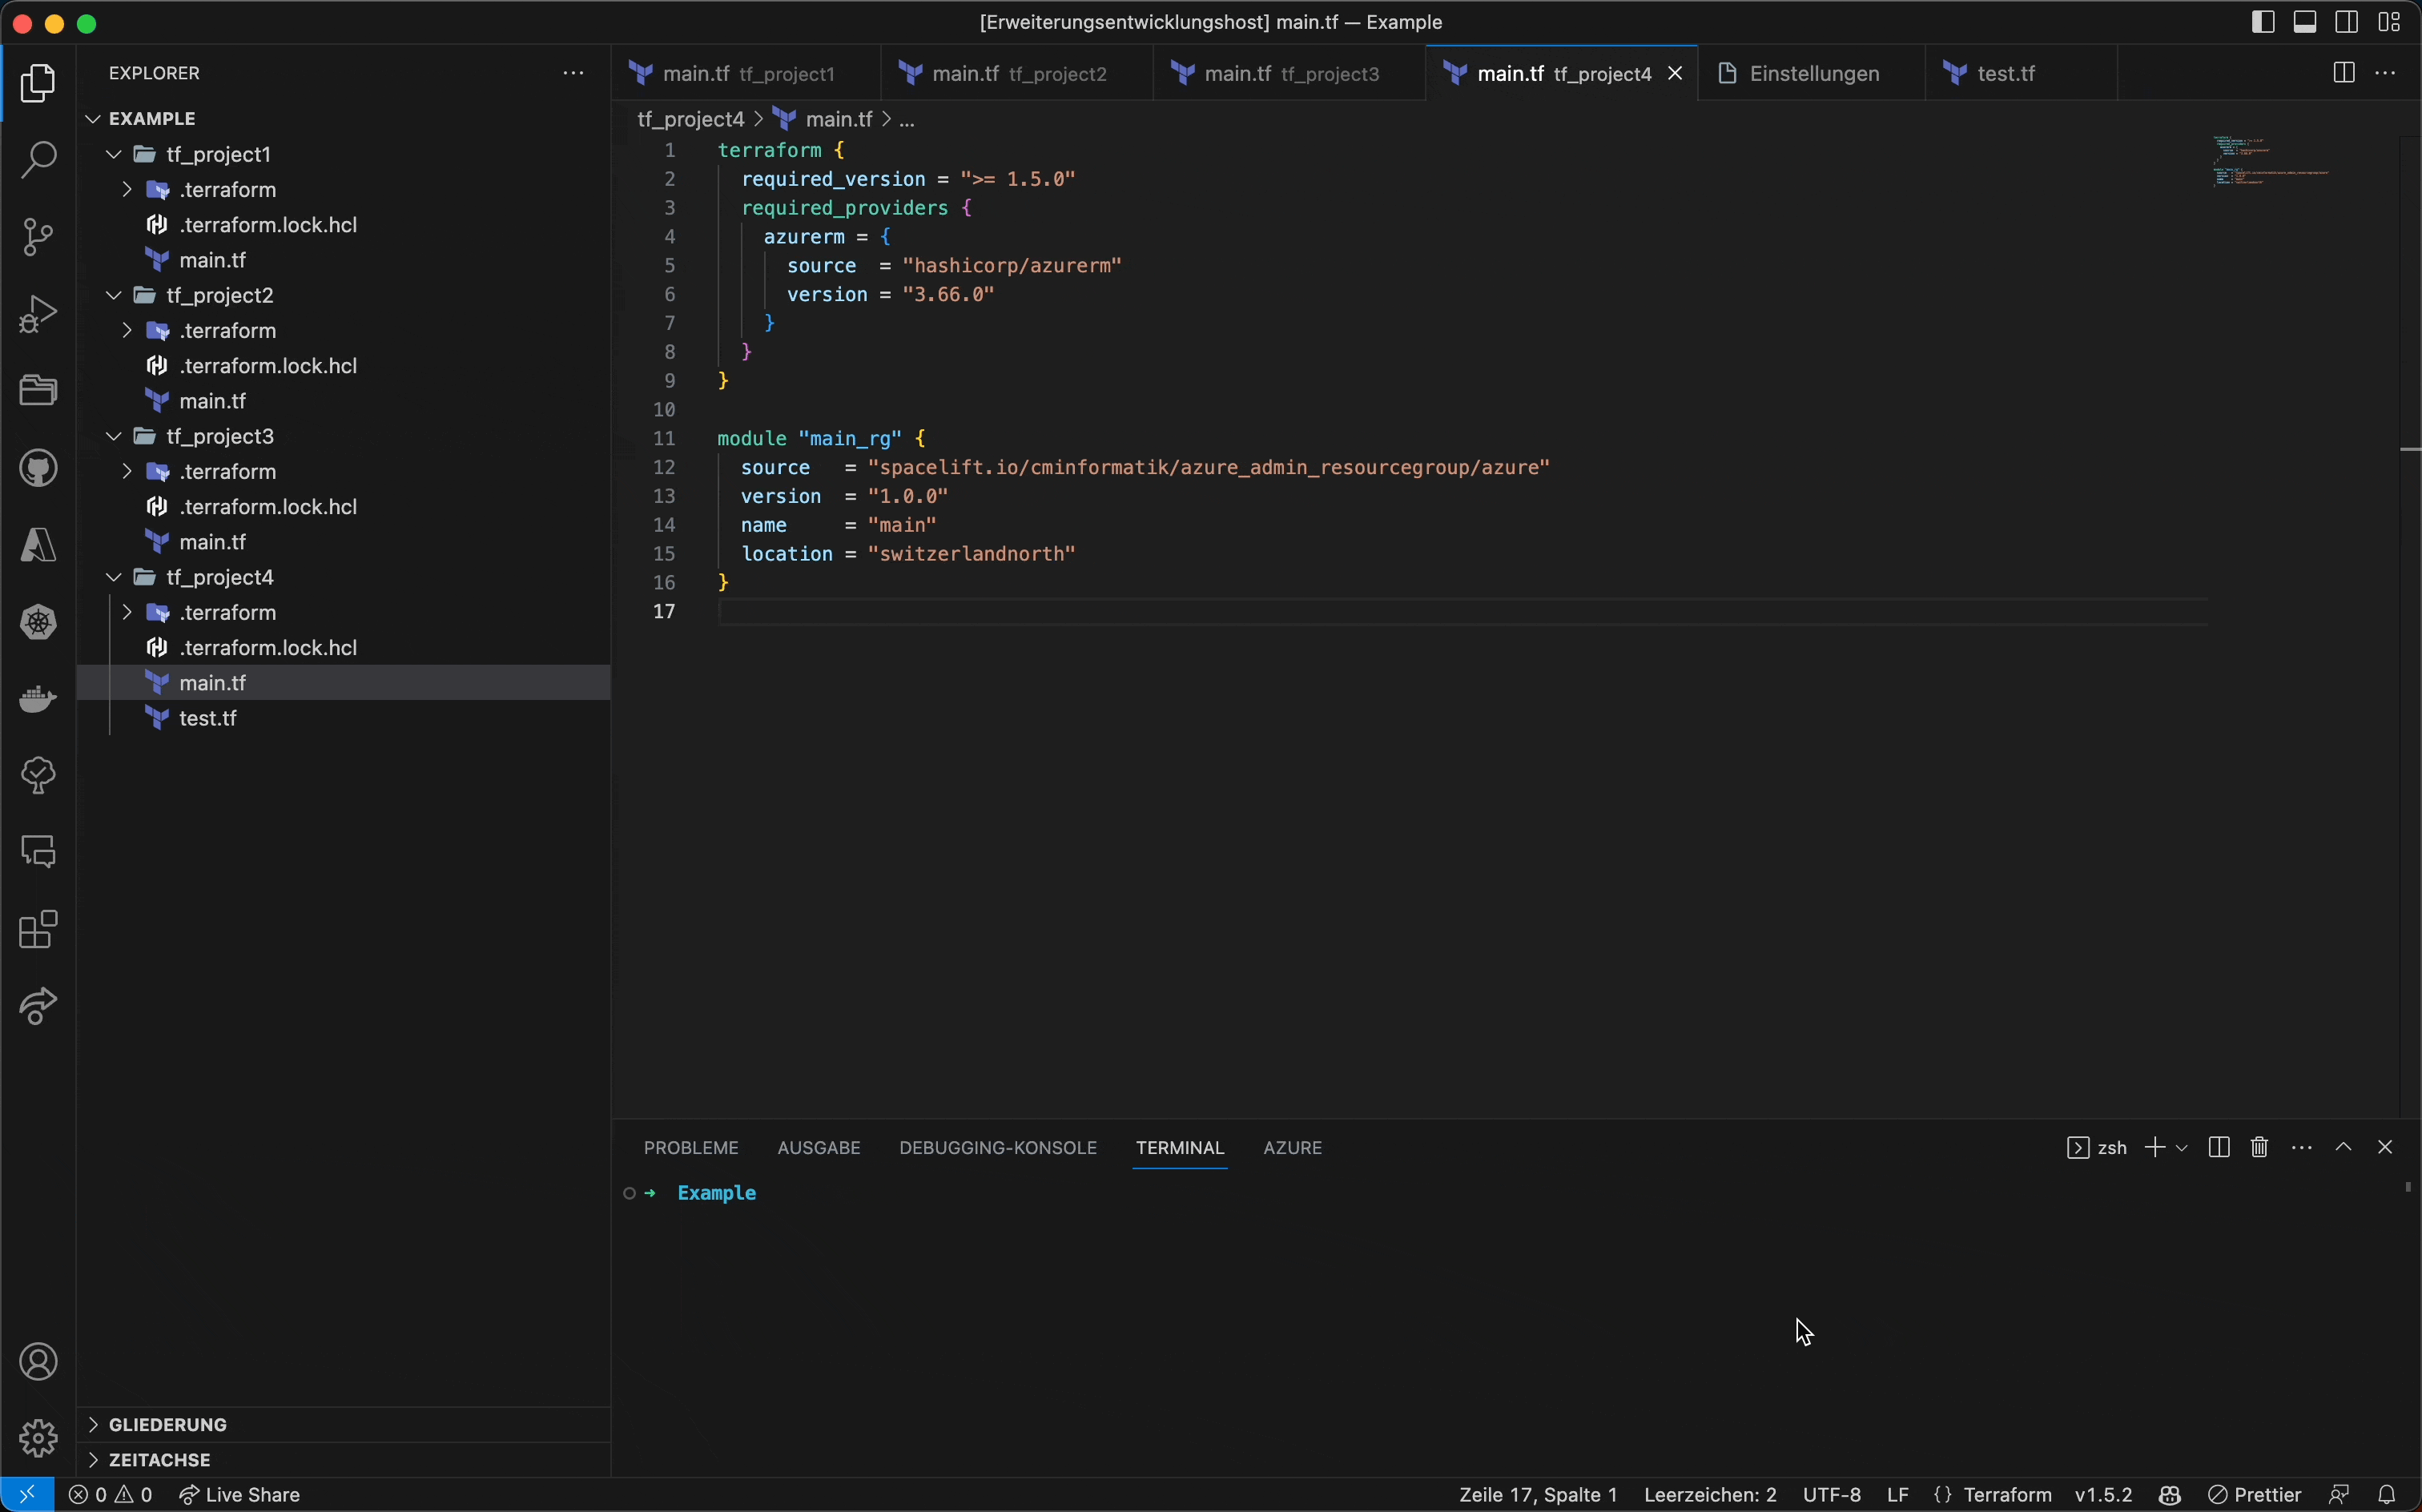 [Erweiterungsentwicklungshost] main.tf — Example
EXPLORER
main.tf tf_project1
main.tf tf_project2
main.tf tf_project3
main.tf tf_project4
Einstellungen
test.tf
EXAMPLE
tf_project1
.terraform
.terraform.lock.hcl
main.tf
tf_project2
.terraform
.terraform.lock.hcl
main.tf
tf_project3
.terraform
.terraform.lock.hcl
main.tf
tf_project4
.terraform
.terraform.lock.hcl
main.tf
test.tf
GLIEDERUNG
ZEITACHSE
tf_project4 > main.tf > ...
1 terraform {
2 required_version = ">= 1.5.0"
3 required_providers {
4 azurerm = {
5 source = "hashicorp/azurerm"
6 version = "3.66.0"
7 }
8 }
9 }
10
11 module "main_rg" {
12 source = "spacelift.io/cminformatik/azure_admin_resourcegroup/azure"
13 version = "1.0.0"
14 name = "main"
15 location = "switzerlandnorth"
16 }
17
PROBLEME AUSGABE DEBUGGING-KONSOLE TERMINAL AZURE
zsh
➜ Example
0 0 Live Share
Zeile 17, Spalte 1 Leerzeichen: 2 UTF-8 LF {} Terraform v1.5.2 Prettier